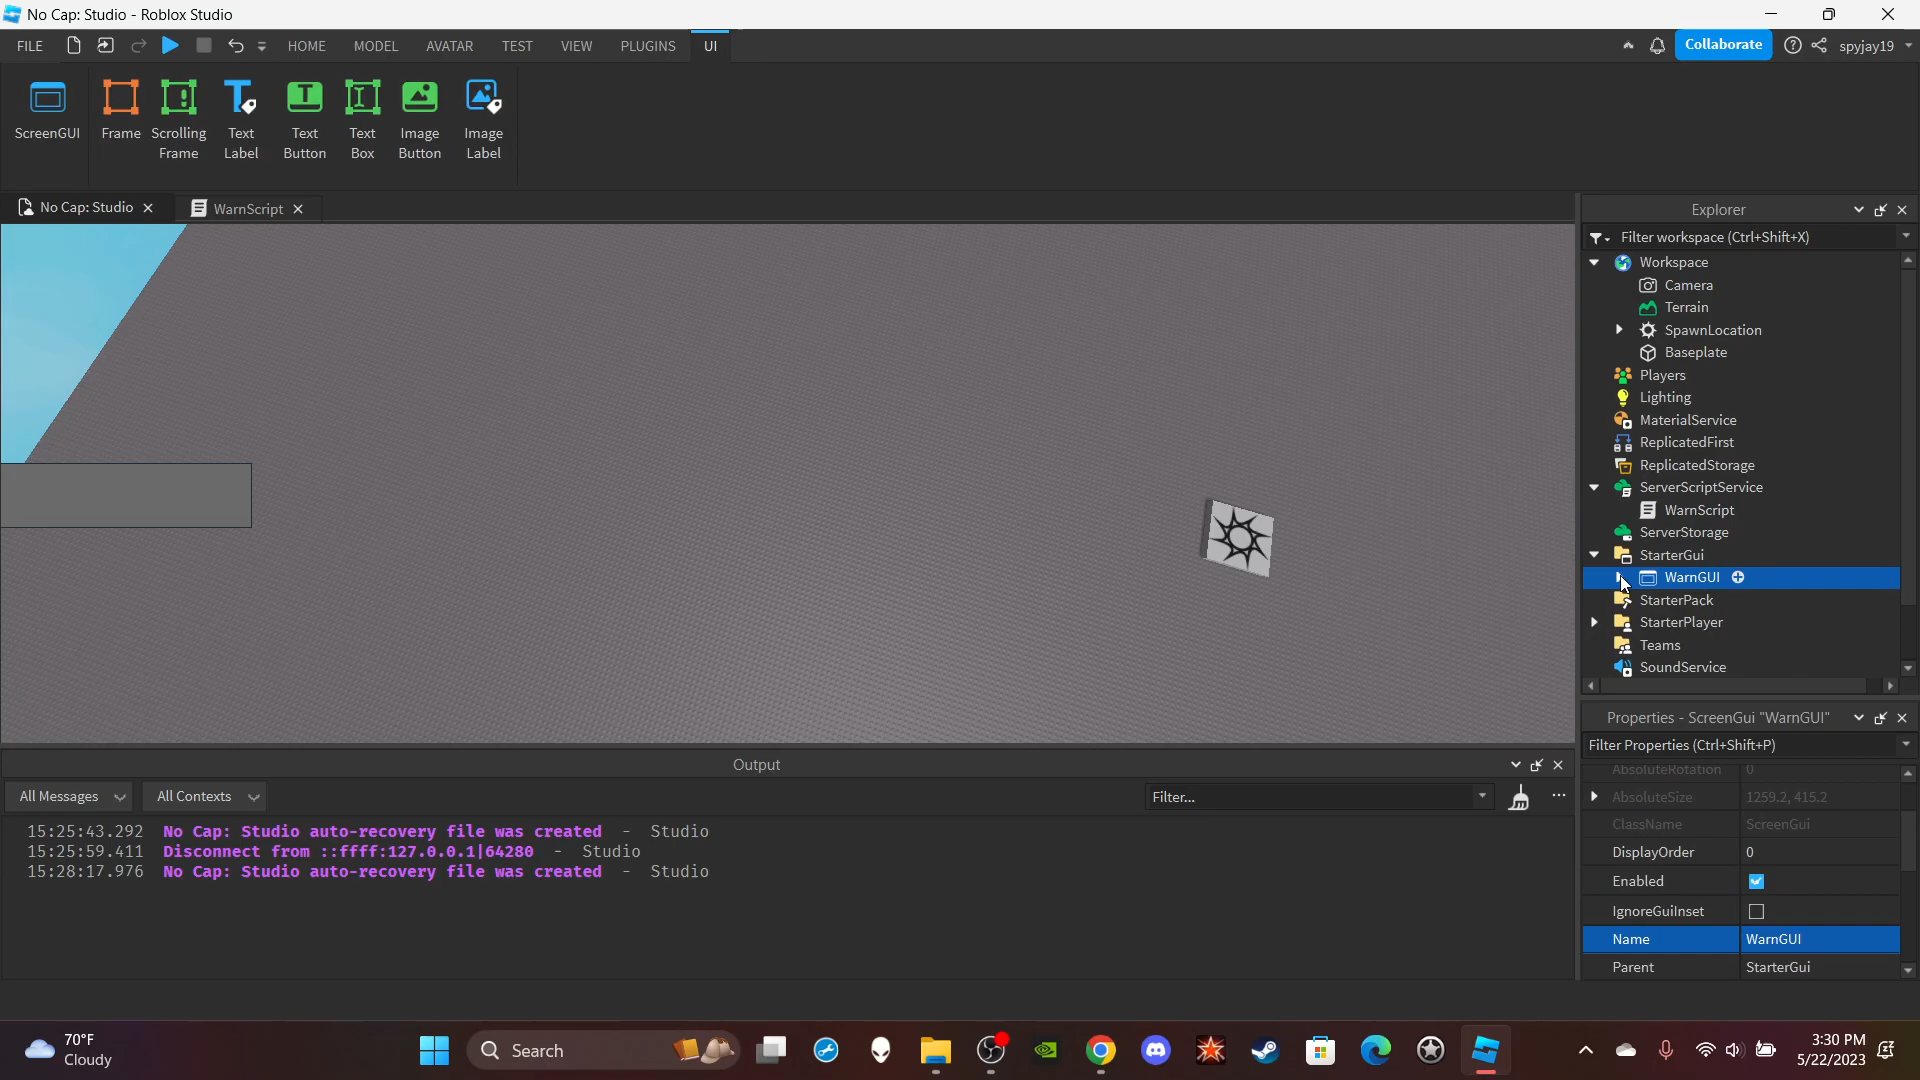 No Cap: Studio - Roblox Studio
FILE HOME MODEL AVATAR TEST VIEW PLUGINS UI Collaborate spyjay19
ScreenGUI
Frame
Scrolling
Frame
Text
Label
Text
Button
Text
Box
Image
Button
Image
Label
No Cap: Studio
WarnScript
Explorer
Filter workspace (Ctrl+Shift+X)
Workspace
Camera
Terrain
SpawnLocation
Baseplate
Players
Lighting
MaterialService
ReplicatedFirst
ReplicatedStorage
ServerScriptService
WarnScript
ServerStorage
StarterGui
WarnGUI
StarterPack
StarterPlayer
Teams
SoundService
Properties - ScreenGui "WarnGUI"
Filter Properties (Ctrl+Shift+P)
AbsoluteRotation 0
AbsoluteSize 1259.2, 415.2
ClassName ScreenGui
DisplayOrder 0
Enabled
IgnoreGuiInset
Name WarnGUI
Parent StarterGui
Output
All Messages All Contexts Filter...
15:25:43.292 No Cap: Studio auto-recovery file was created - Studio
15:25:59.411 Disconnect from ::ffff:127.0.0.1|64280 - Studio
15:28:17.976 No Cap: Studio auto-recovery file was created - Studio
70°F
Cloudy
Search
3:30 PM
5/22/2023